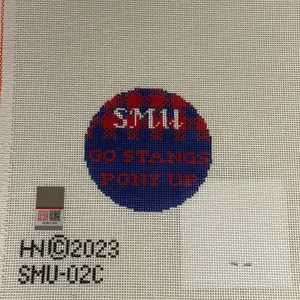 SMU
GO STANGS
PONY UP
HN©2023
SMU-02C